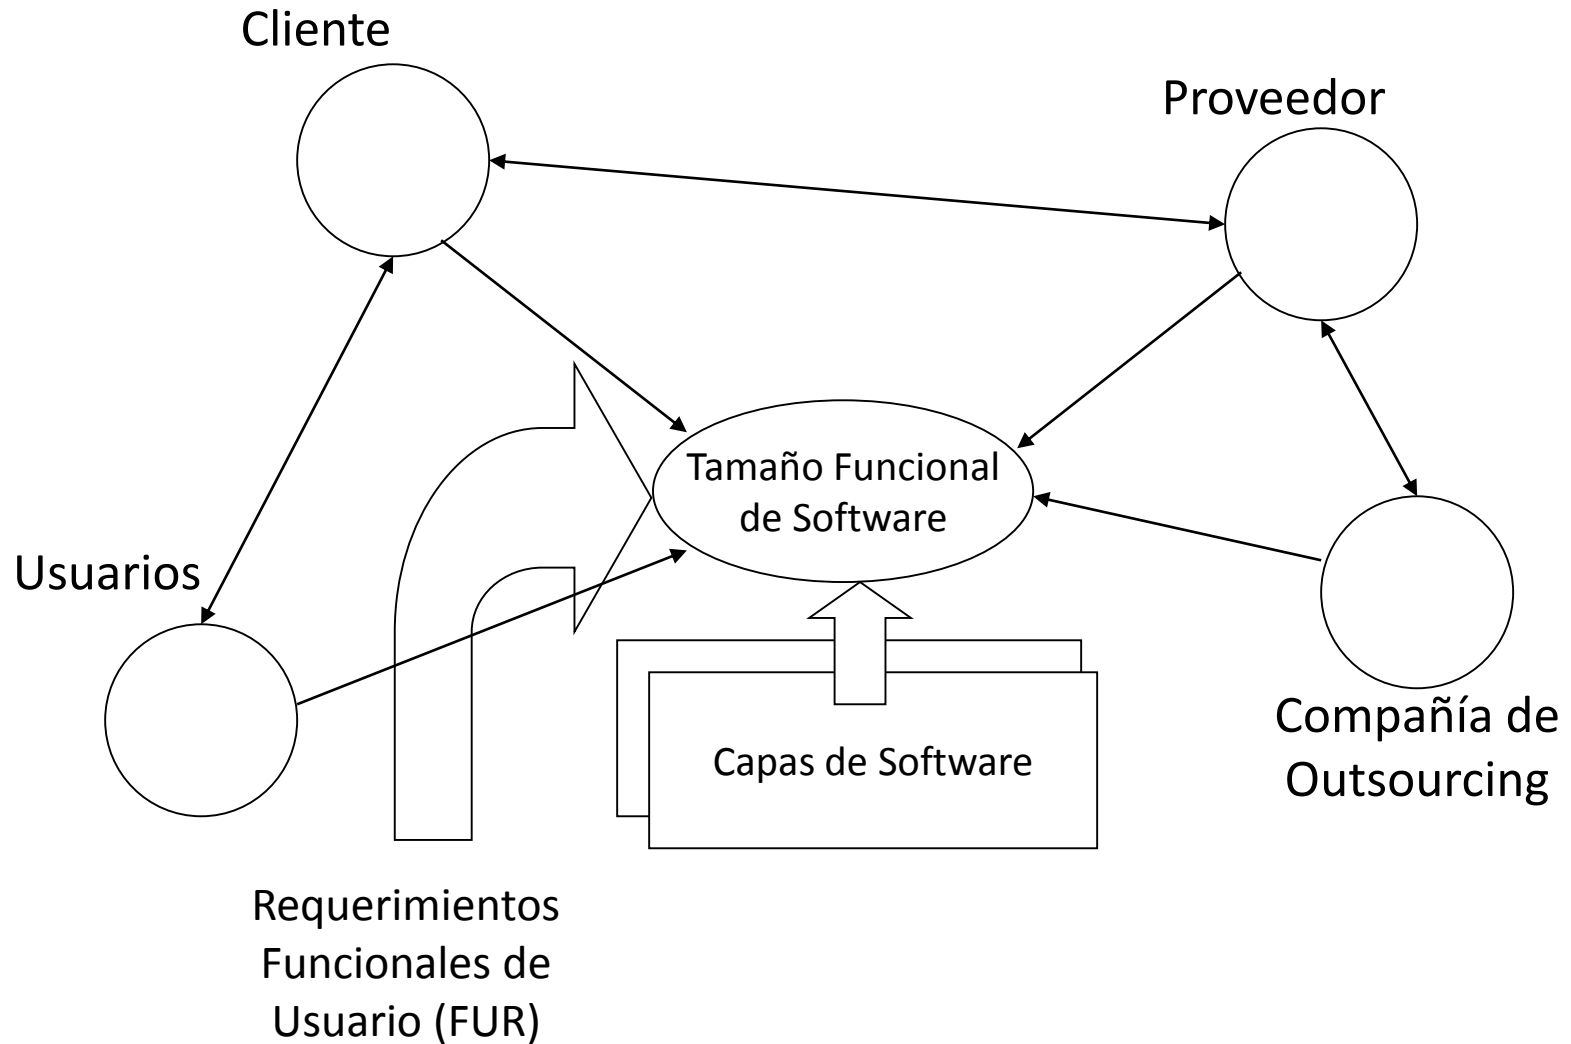 Cliente
Proveedor
Tamaño Funcional
de Software
Usuarios
Compañía de
Outsourcing
Capas de Software
Requerimientos
Funcionales de
Usuario (FUR)